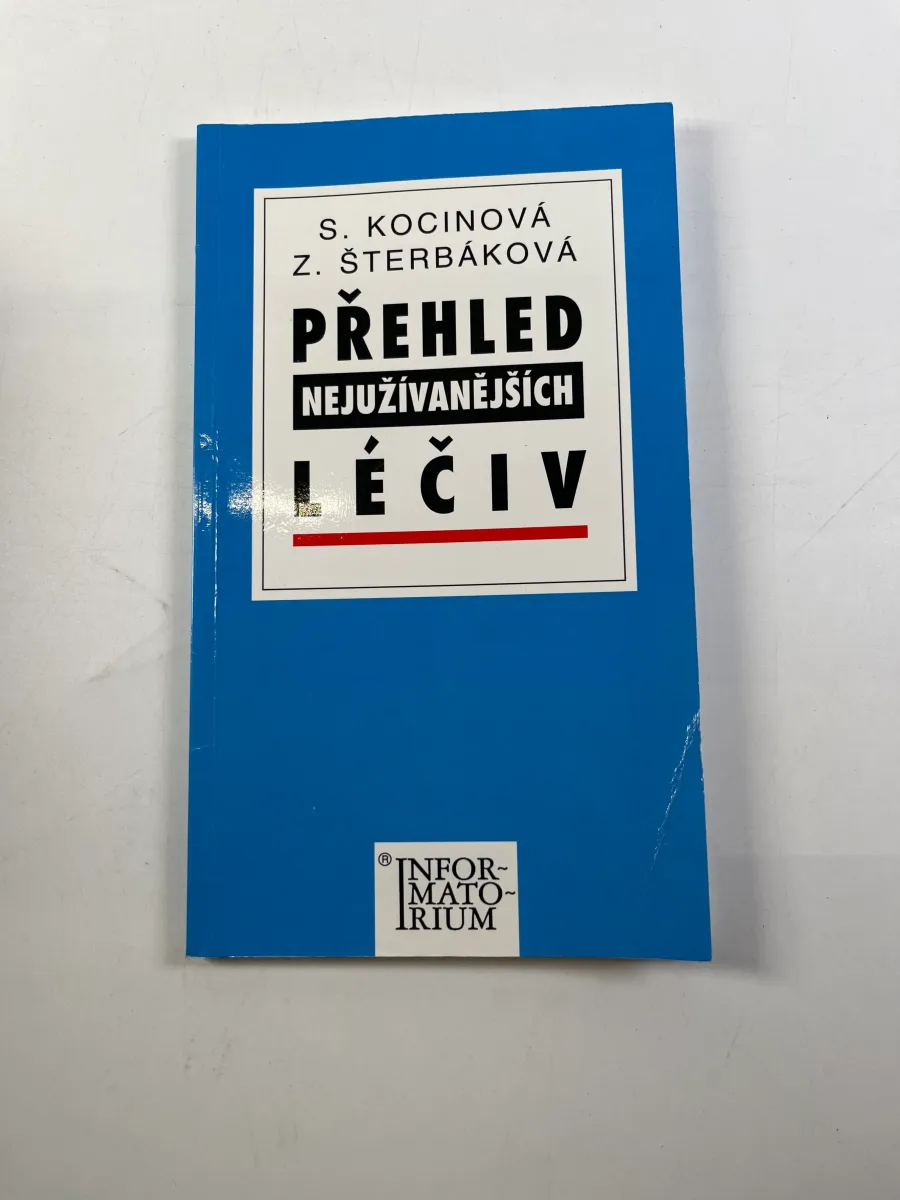 S. KOCINOVÁ
Z. ŠTERBÁKOVÁ
PŘEHLED
NEJUŽÍVANĚJŠÍCH
LÉČIV
® INFOR~
MATO~
RIUM